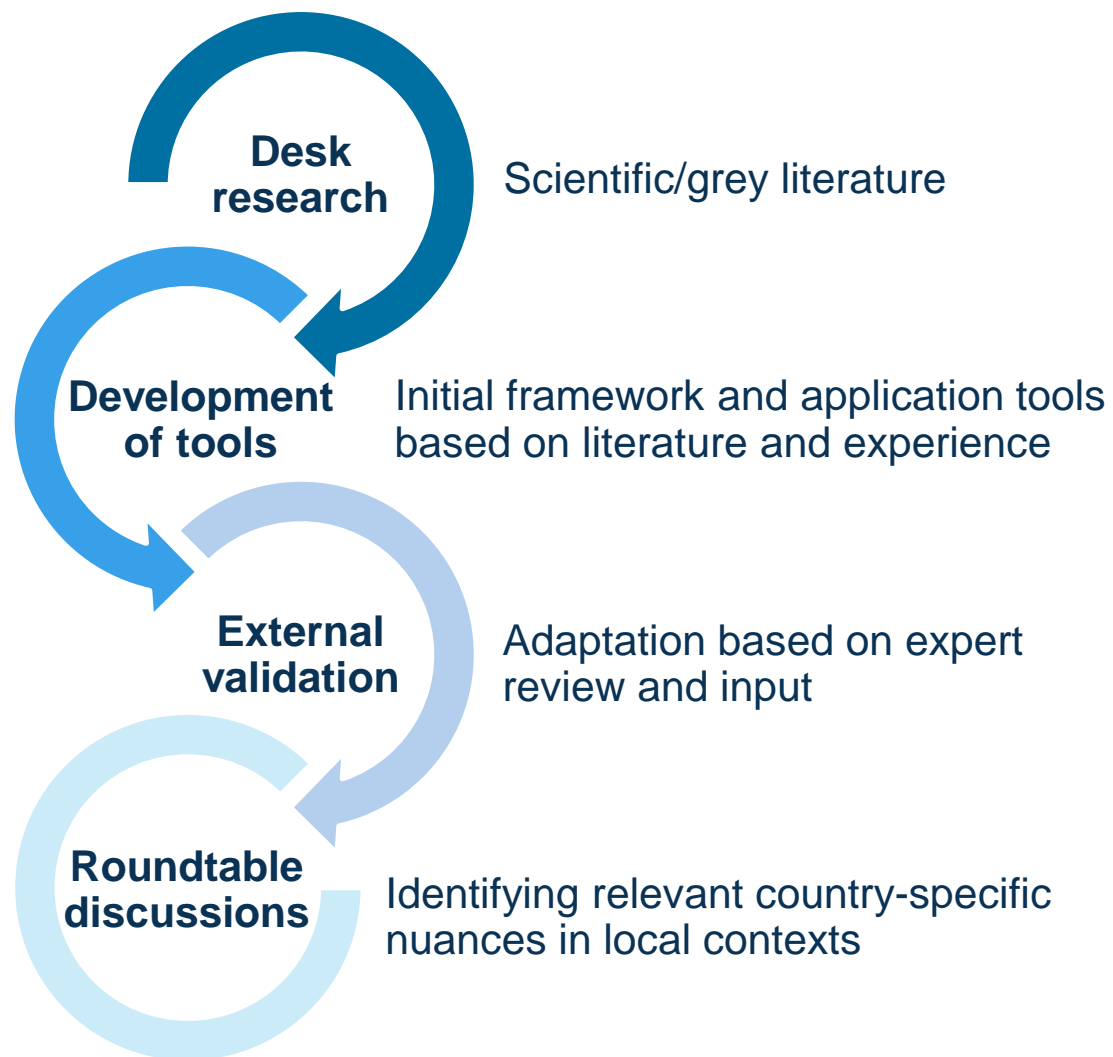 Desk
research
Scientific/grey literature
Development
of tools
Initial framework and application tools
based on literature and experience
External
validation
Adaptation based on expert
review and input
Roundtable
discussions
Identifying relevant country-specific
nuances in local contexts